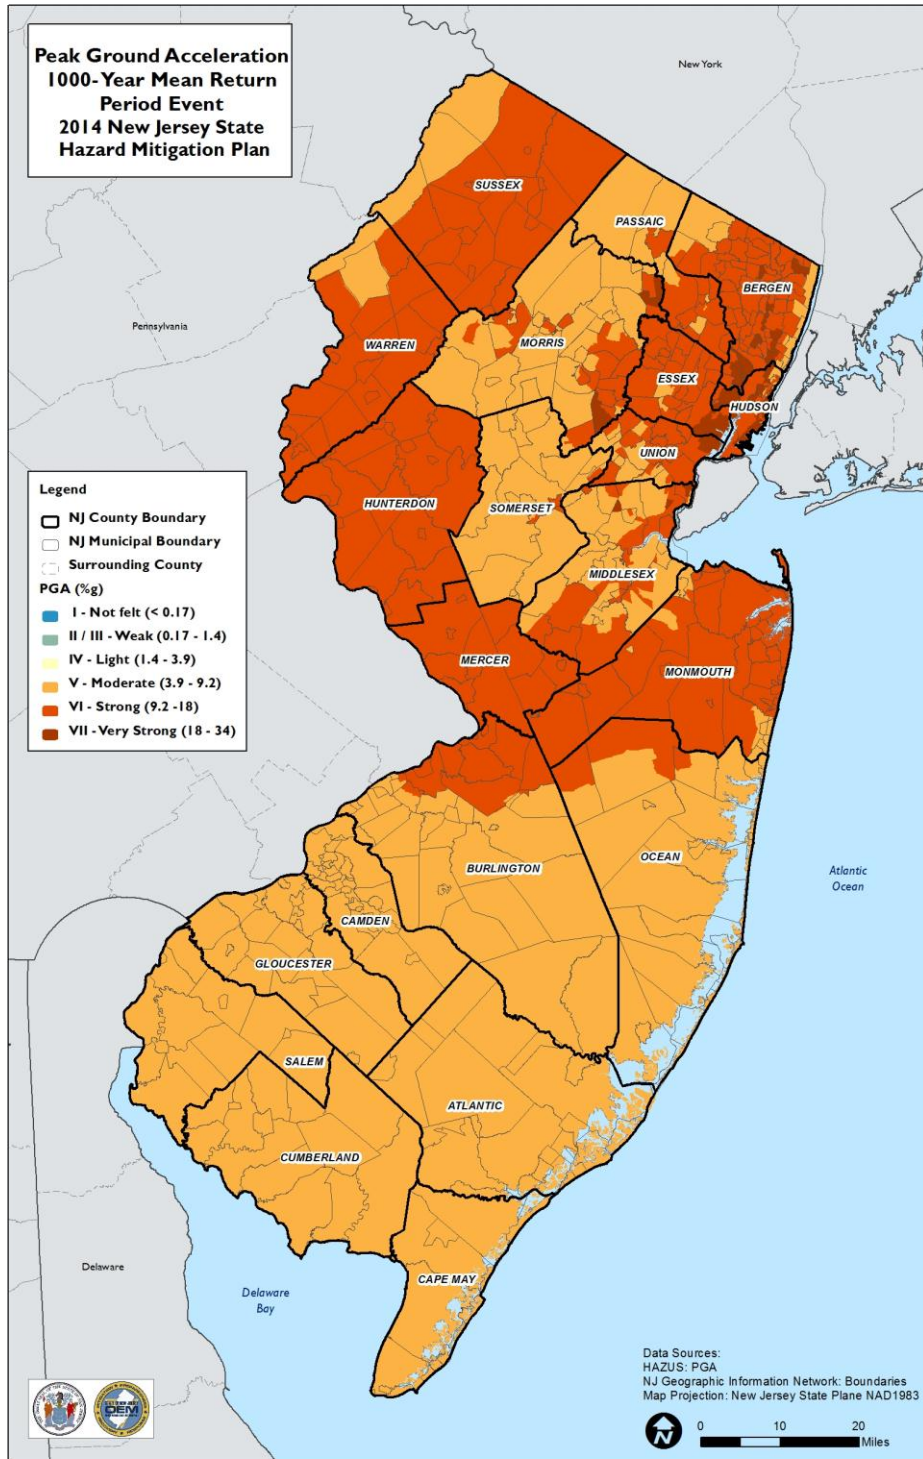 Peak Ground Acceleration
1000-Year Mean Return
Period Event
2014 New Jersey State
Hazard Mitigation Plan
New York
SUSSEX
PASSAIC
BERGEN
Pennsylvania
WARREN
MORRIS
ESSEX
HUDSON
UNION
Legend
NJ County Boundary
NJ Municipal Boundary
Surrounding County
PGA (%g)
I - Not felt (< 0.17)
II / III - Weak (0.17 - 1.4)
IV - Light (1.4 - 3.9)
V - Moderate (3.9 - 9.2)
VI - Strong (9.2 -18)
VII - Very Strong (18 - 34)
HUNTERDON
SOMERSET
MIDDLESEX
MERCER
MONMOUTH
OCEAN
BURLINGTON
Atlantic
Ocean
CAMDEN
GLOUCESTER
SALEM
ATLANTIC
CUMBERLAND
Delaware
CAPE MAY
Delaware
Bay
Data Sources:
HAZUS: PGA
NJ Geographic Information Network: Boundaries
Map Projection: New Jersey State Plane NAD1983
OEM
N
0 10 20
Miles